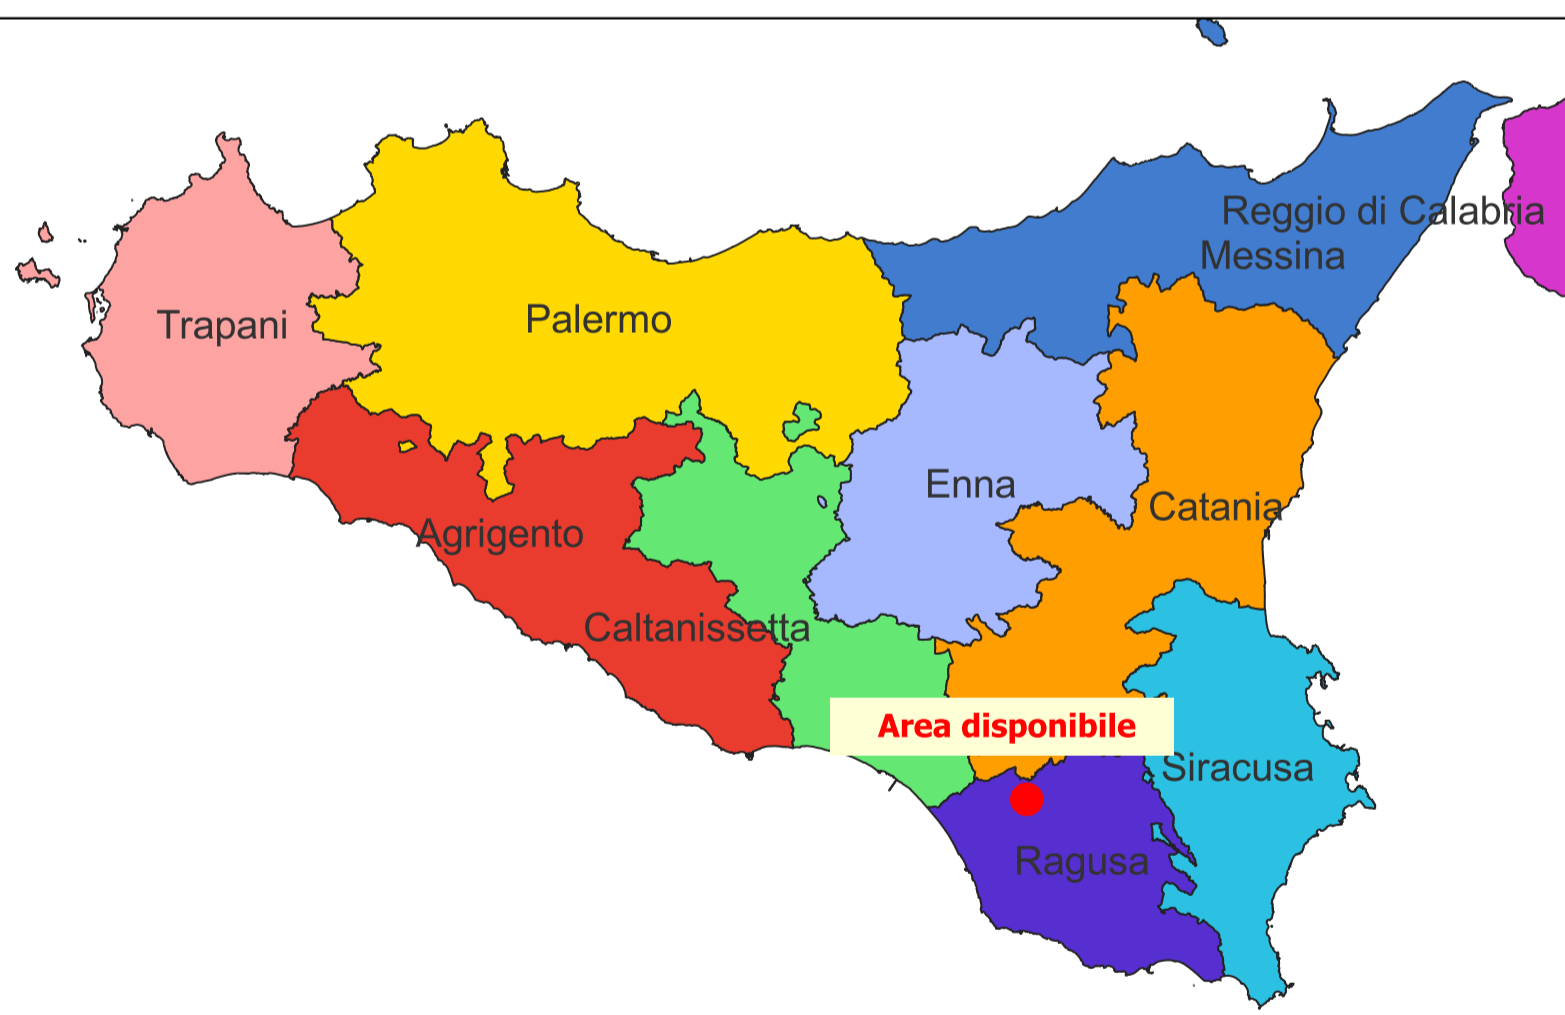 Reggio di Calabria
Messina
Trapani
Palermo
Enna
Catania
Agrigento
Caltanissetta
Area disponibile
Siracusa
Ragusa